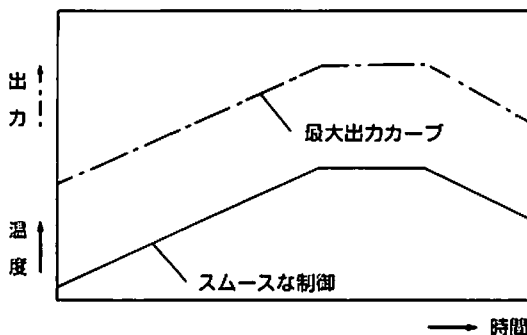 出力
最大出力カーブ
温度
スムースな制御
時間